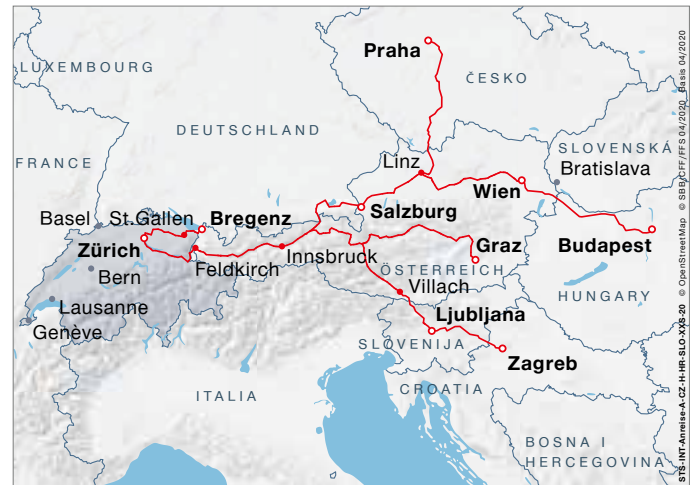 Praha
LUXEMBOURG
ČESKO
DEUTSCHLAND
SLOVENSKÁ
FRANCE
Linz
Bratislava
Wien
Basel
St.Gallen
Bregenz
Salzburg
Zürich
Graz
Budapest
Feldkirch
Innsbruck
Bern
ÖSTERREICH
Villach
HUNGARY
Lausanne
Genève
Ljubljana
SLOVENIJA
Zagreb
ITALIA
CROATIA
BOSNA I
HERCEGOVINA
STS-INT-Anreise-A-CZ-H-HR-SLO-XXS-20 © OpenStreetMap © SBB/CFF/FFS 04/2020 Basis 04/2020